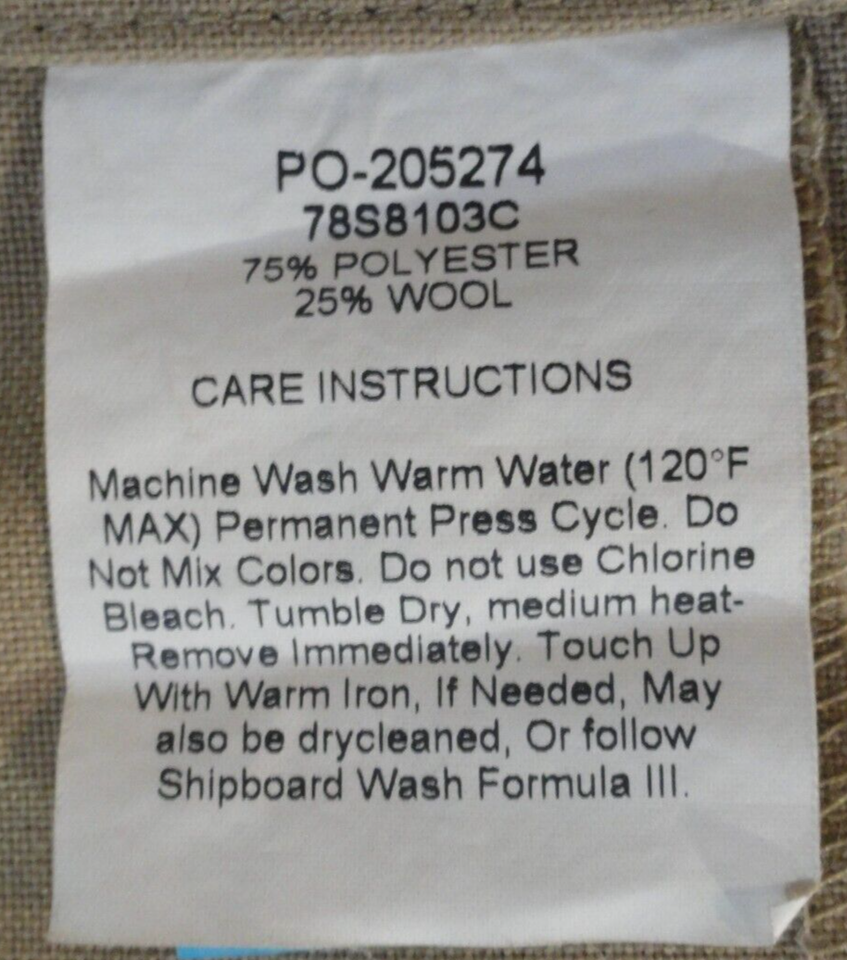 PO-205274
78S8103C
75% POLYESTER
25% WOOL
CARE INSTRUCTIONS
Machine Wash Warm Water (120°F
MAX) Permanent Press Cycle. Do
Not Mix Colors. Do not use Chlorine
Bleach. Tumble Dry, medium heat-
Remove Immediately. Touch Up
With Warm Iron, If Needed, May
also be drycleaned, Or follow
Shipboard Wash Formula III.